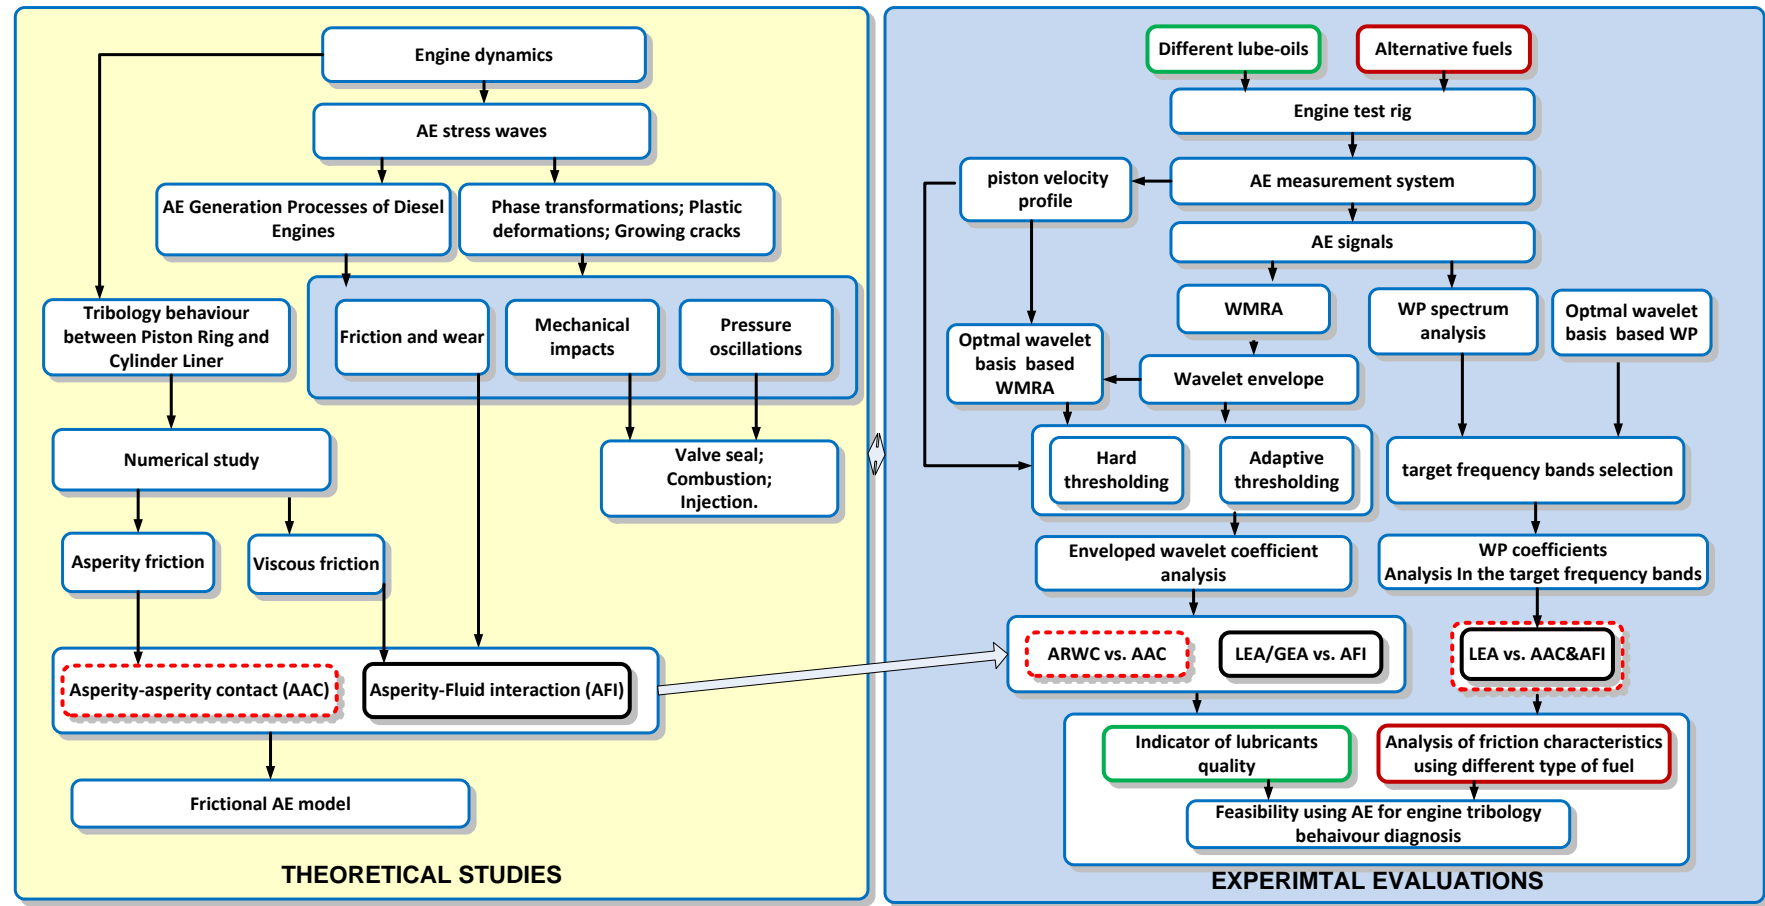 Engine dynamics
AE stress waves
AE Generation Processes of Diesel
Engines
Phase transformations; Plastic
deformations; Growing cracks
Tribology behaviour
between Piston Ring and
Cylinder Liner
Friction and wear
Mechanical
impacts
Pressure
oscillations
Numerical study
Valve seal;
Combustion;
Injection.
Asperity friction
Viscous friction
Asperity-asperity contact (AAC)
Asperity-Fluid interaction (AFI)
Frictional AE model
THEORETICAL STUDIES
Different lube-oils
Alternative fuels
Engine test rig
piston velocity
profile
AE measurement system
AE signals
WMRA
WP spectrum
analysis
Optmal wavelet
basis  based WP
Optmal wavelet
basis  based
WMRA
Wavelet envelope
Hard
thresholding
Adaptive
thresholding
target frequency bands selection
Enveloped wavelet coefficient
analysis
WP coefficients
Analysis In the target frequency bands
ARWC vs. AAC
LEA/GEA vs. AFI
LEA vs. AAC&AFI
Indicator of lubricants
quality
Analysis of friction characteristics
using different type of fuel
Feasibility using AE for engine tribology
behaivour diagnosis
EXPERIMTAL EVALUATIONS